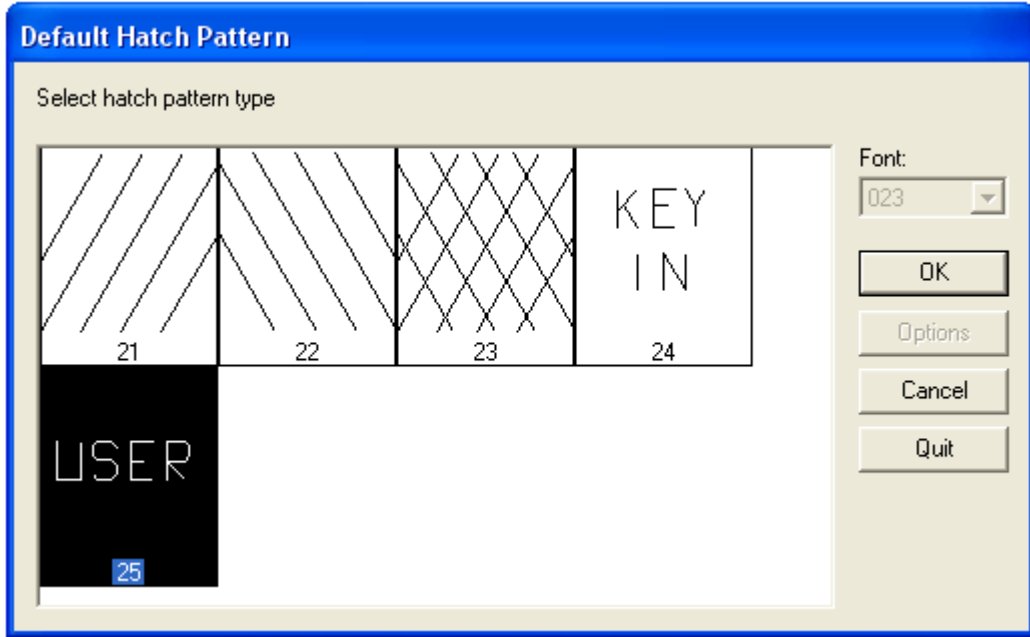 Default Hatch Pattern
Select hatch pattern type
KEY
IN
21
22
23
24
USER
25
Font:
023
OK
Options
Cancel
Quit